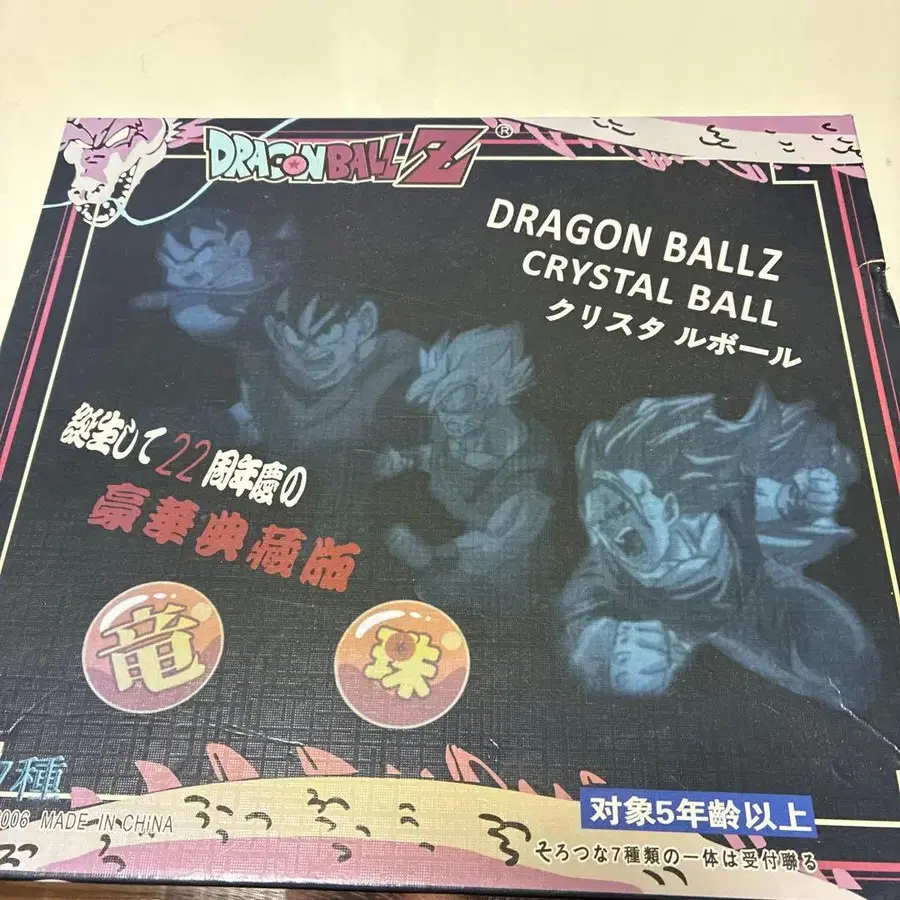 DRAGONBALL Z®
DRAGON BALLZ
CRYSTAL BALL
クリスタ ルボール
誕生して22周年慶の
豪華典藏版
竜
珠
7種
006 MADE IN CHINA
对象5年齢以上
そろつな7種類の一体は受付聯る